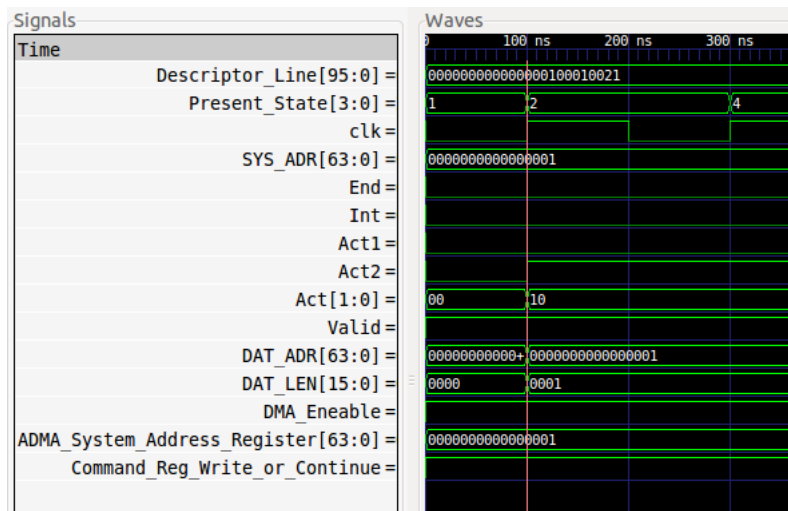 Signals Waves
Time 100 ns 200 ns 300 ns
Descriptor_Line[95:0] = 000000000000000100010021
Present_State[3:0] = 1 2 4
clk =
SYS_ADR[63:0] = 0000000000000001
End =
Int =
Act1 =
Act2 =
Act[1:0] = 00 10
Valid =
DAT_ADR[63:0] = 00000000000+ 0000000000000001
DAT_LEN[15:0] = 0000 0001
DMA_Eneable =
ADMA_System_Address_Register[63:0] = 0000000000000001
Command_Reg_Write_or_Continue =